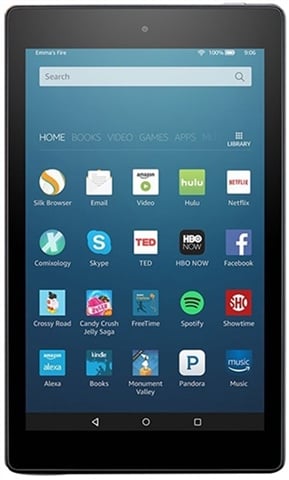 Emma's Fire 100% 9:06
Search
HOME BOOKS VIDEO GAMES APPS MU
LIBRARY
amazon hulu NETFLIX
Silk Browser Email Video Hulu Netflix
S TED HBO NOW f
Comixology Skype TED HBO NOW Facebook
SHO
Crossy Road Candy Crush Jelly Saga FreeTime Spotify Showtime
amazon alexa kindle P music
Alexa Books Monument Valley Pandora Music